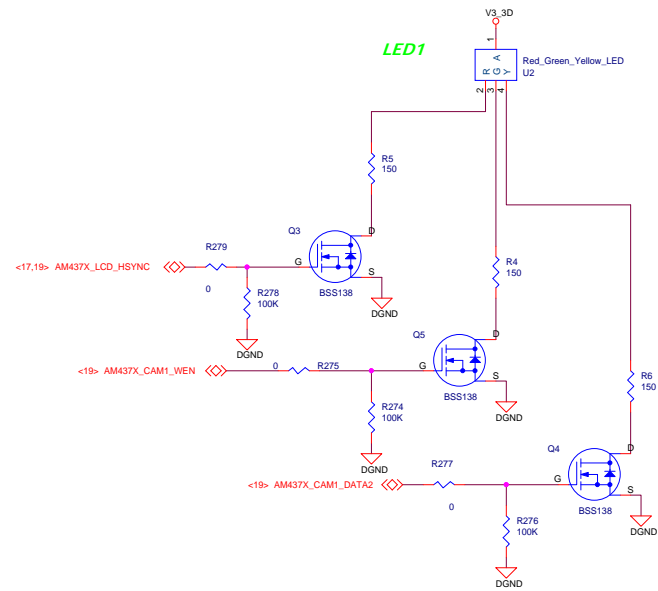 V3_3D
LED1
1
R G Y A
Red_Green_Yellow_LED
U2
2 3 4
R5
150
Q3
D
G
S
BSS138
R279
0
<17,19> AM437X_LCD_HSYNC
R278
100K
DGND
DGND
R4
150
Q5
D
G
S
BSS138
<19> AM437X_CAM1_WEN
0
R275
R274
100K
DGND
DGND
R6
150
Q4
D
G
S
BSS138
R277
0
<19> AM437X_CAM1_DATA2
R276
100K
DGND
DGND